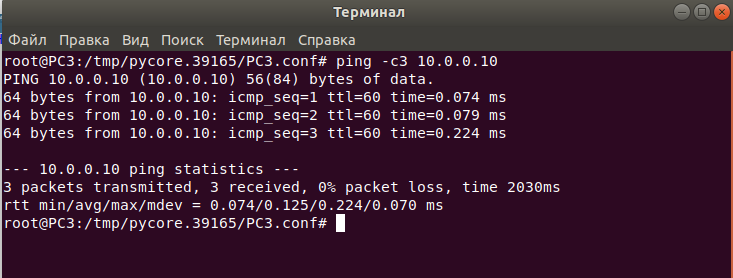 Терминал
Файл Правка Вид Поиск Терминал Справка
root@PC3:/tmp/pycore.39165/PC3.conf# ping -c3 10.0.0.10
PING 10.0.0.10 (10.0.0.10) 56(84) bytes of data.
64 bytes from 10.0.0.10: icmp_seq=1 ttl=60 time=0.074 ms
64 bytes from 10.0.0.10: icmp_seq=2 ttl=60 time=0.079 ms
64 bytes from 10.0.0.10: icmp_seq=3 ttl=60 time=0.224 ms
--- 10.0.0.10 ping statistics ---
3 packets transmitted, 3 received, 0% packet loss, time 2030ms
rtt min/avg/max/mdev = 0.074/0.125/0.224/0.070 ms
root@PC3:/tmp/pycore.39165/PC3.conf#